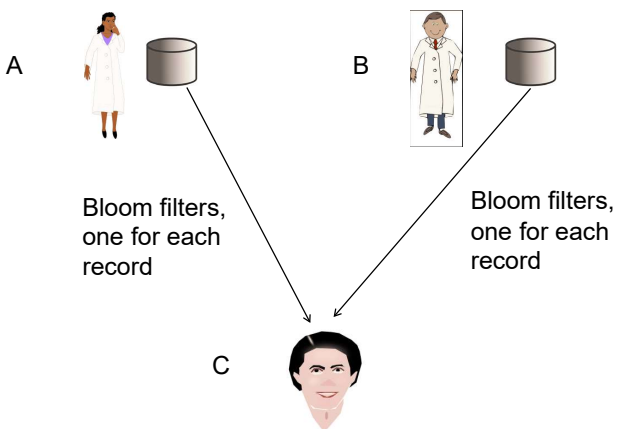 A
B
Bloom filters,
one for each
record
Bloom filters,
one for each
record
C